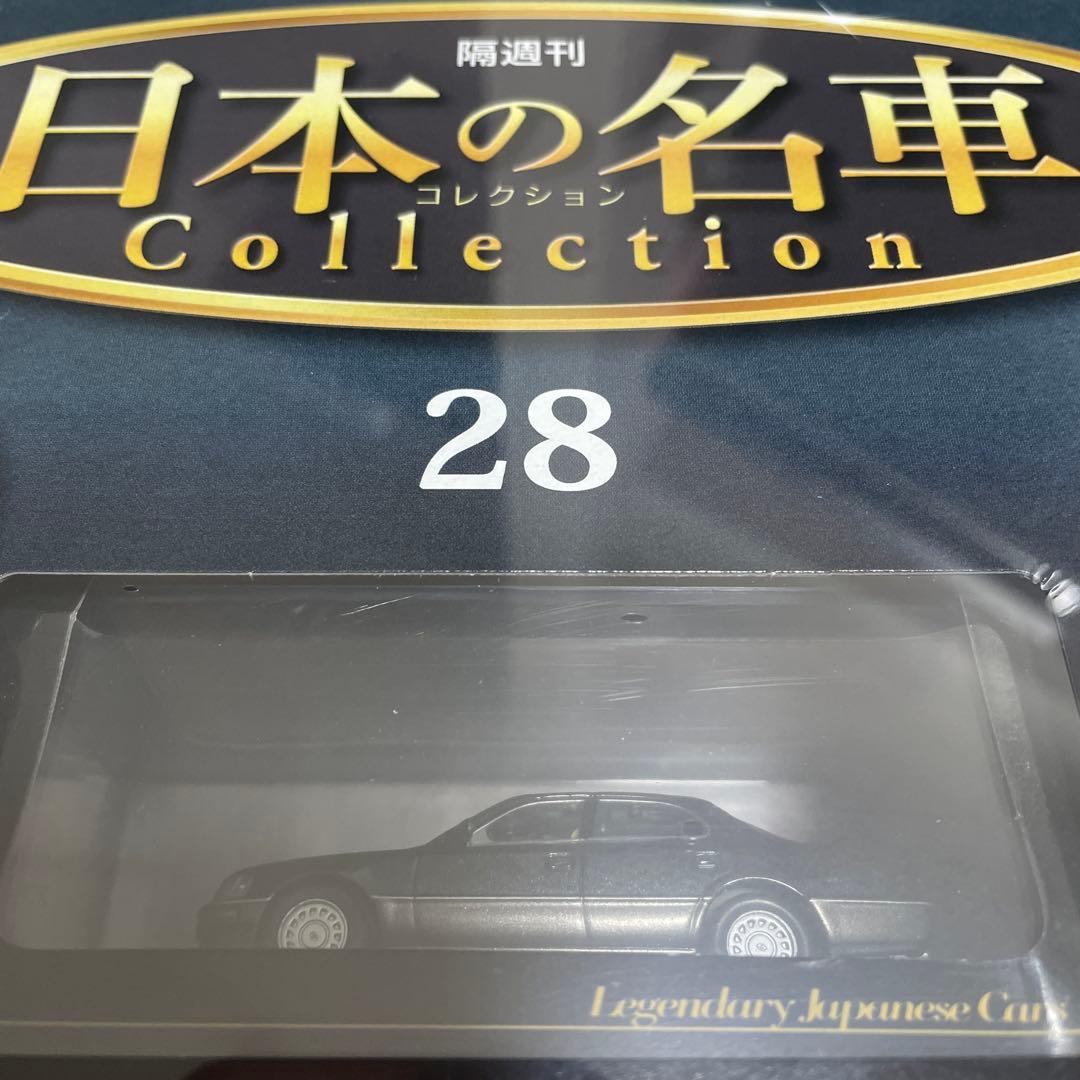 隔週刊
日本の名車
コレクション
Collection
28
Legendary Japanese Cars